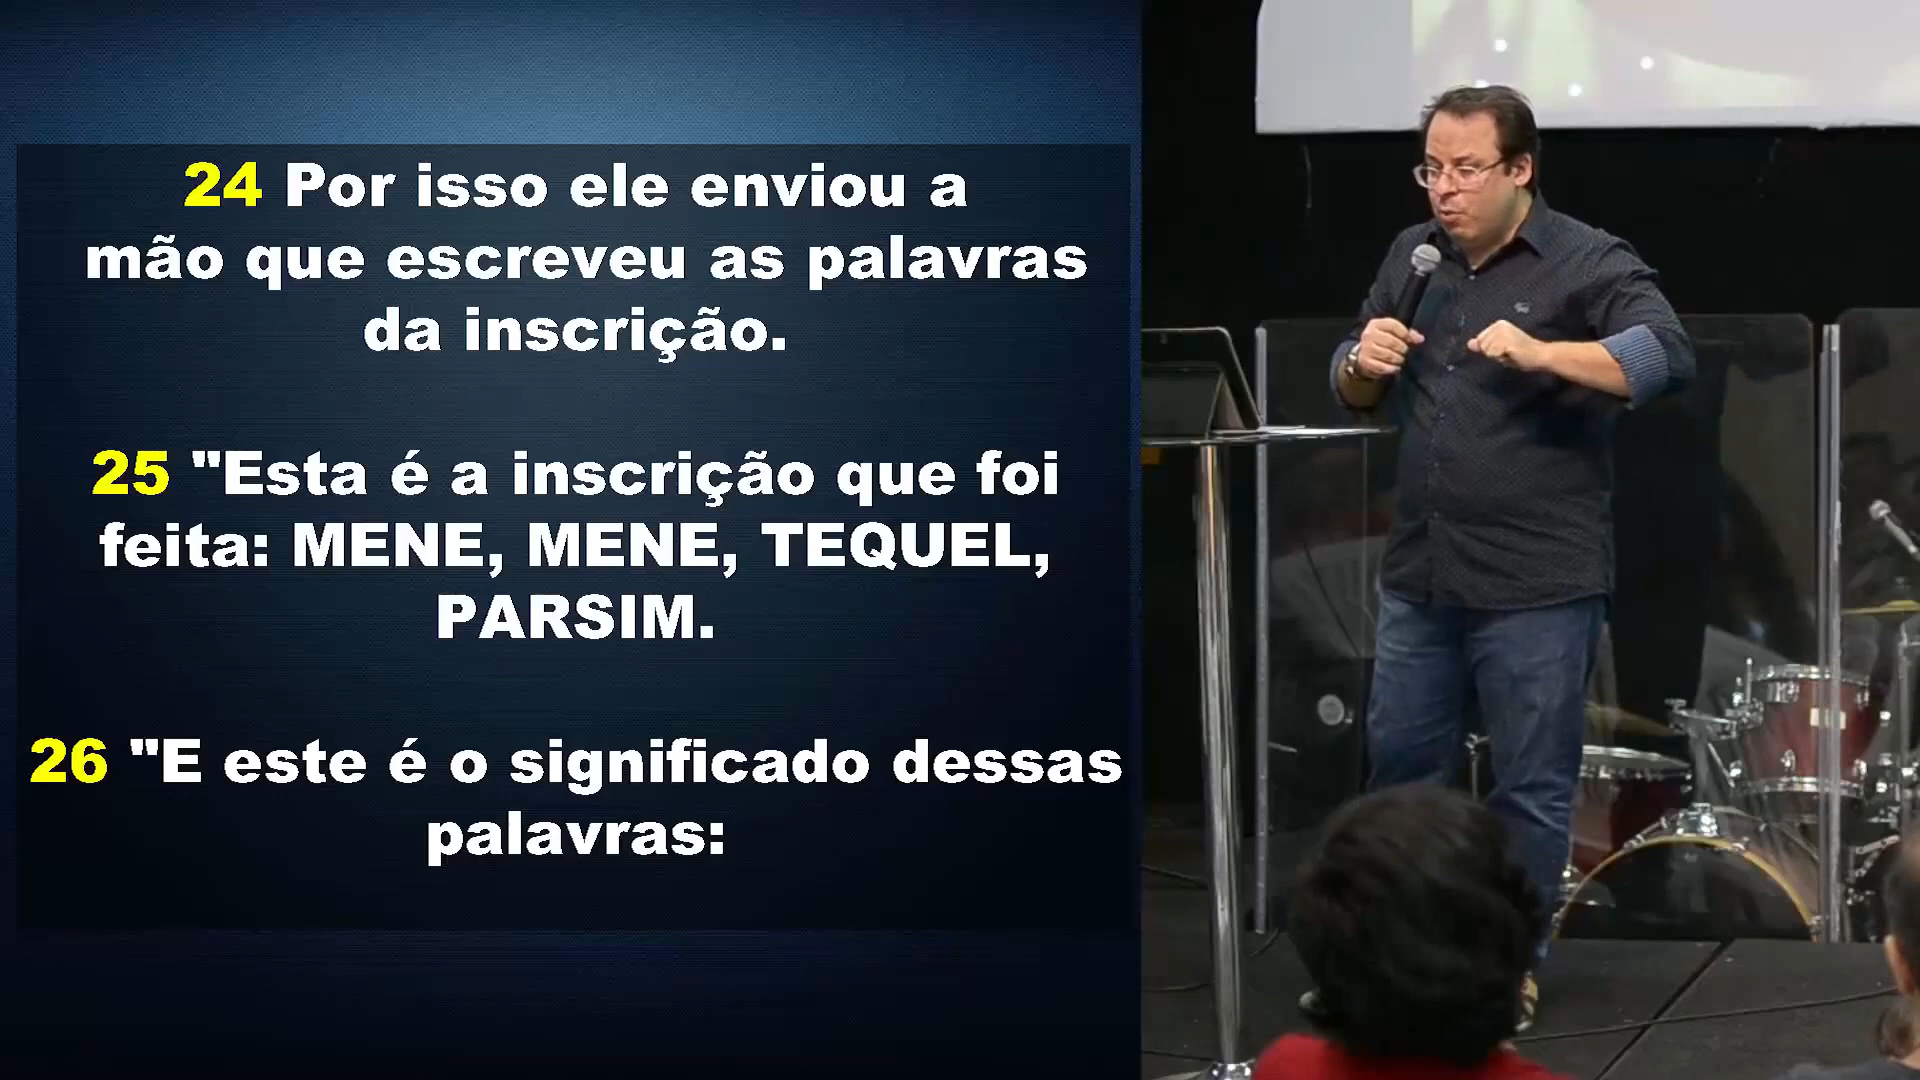 24 Por isso ele enviou a
mão que escreveu as palavras
da inscrição.
25 "Esta é a inscrição que foi
feita: MENE, MENE, TEQUEL,
PARSIM.
26 "E este é o significado dessas
palavras: